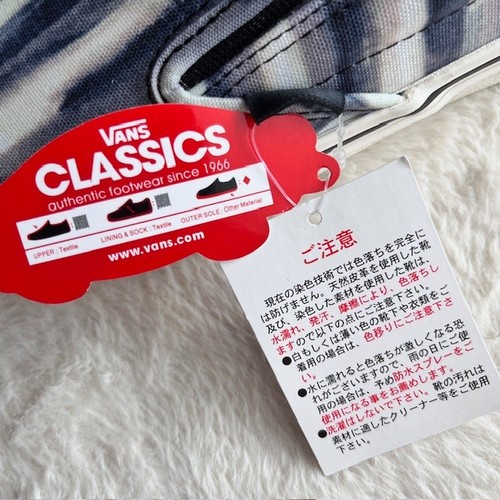 VANS
CLASSICS
authentic footwear since 1966
UPPER : Textile
LINING & SOCK : Textile
OUTER SOLE : Other Material
www.vans.com
ご注意
現在の染色技術では色落ちを完全に
は防げません。天然皮革を使用した靴
及び、染色した素材を使用した靴は、
水濡れ、発汗、摩擦により、色落ちし
ますので以下の点にご注意下さい。
●白もしくは薄い色の靴下や衣類をご
着用の場合は、色移りにご注意下さ
い。
●水に濡れると色落ちが激しくなる恐
れがございますので、雨の日にご使
用の場合は、予め防水スプレーをご
使用になる事をお薦めします。
●洗濯はしないで下さい。靴の汚れは
素材に適したクリーナー等をご使用
下さい。